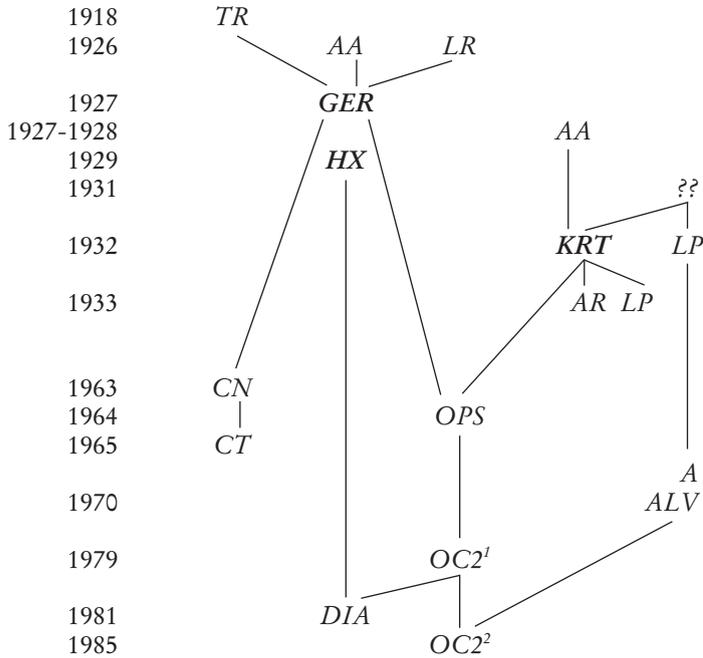 1918 TR
1926 AA LR
1927 GER
1927-1928 AA
1929 HX
1931 ??
1932 KRT LP
1933 AR LP
1963 CN
1964 OPS
1965 CT
A
1970 ALV
1979 OC2¹
1981 DIA
1985 OC2²